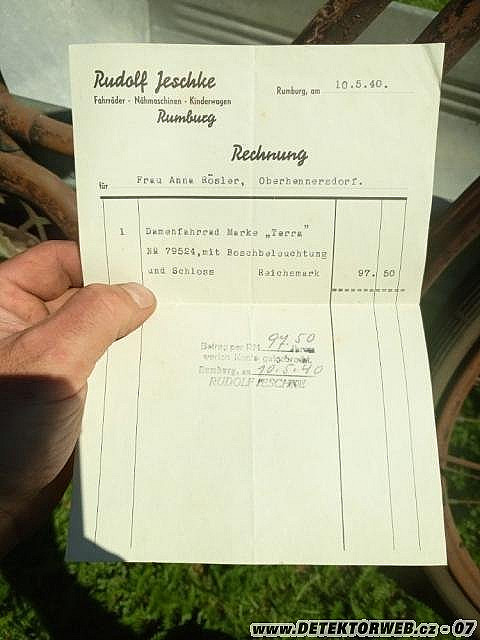 Rudolf Jeschke
Fahrräder - Nähmaschinen - Kinderwagen
Rumburg
Rumburg, am 10.5.40.
Rechnung
für Frau Anna Rösler, Oberhennersdorf.
1 Damenfahrrad Marke „Terra"
№ 79524,mit Boschbeleuchtung
und Schloss Reichsmark 97.50
Betrag per RM 97.50
Rumburg, am 10.5.40
RUDOLF JESCHKE
www.DETEKTORWEB.cz - 07